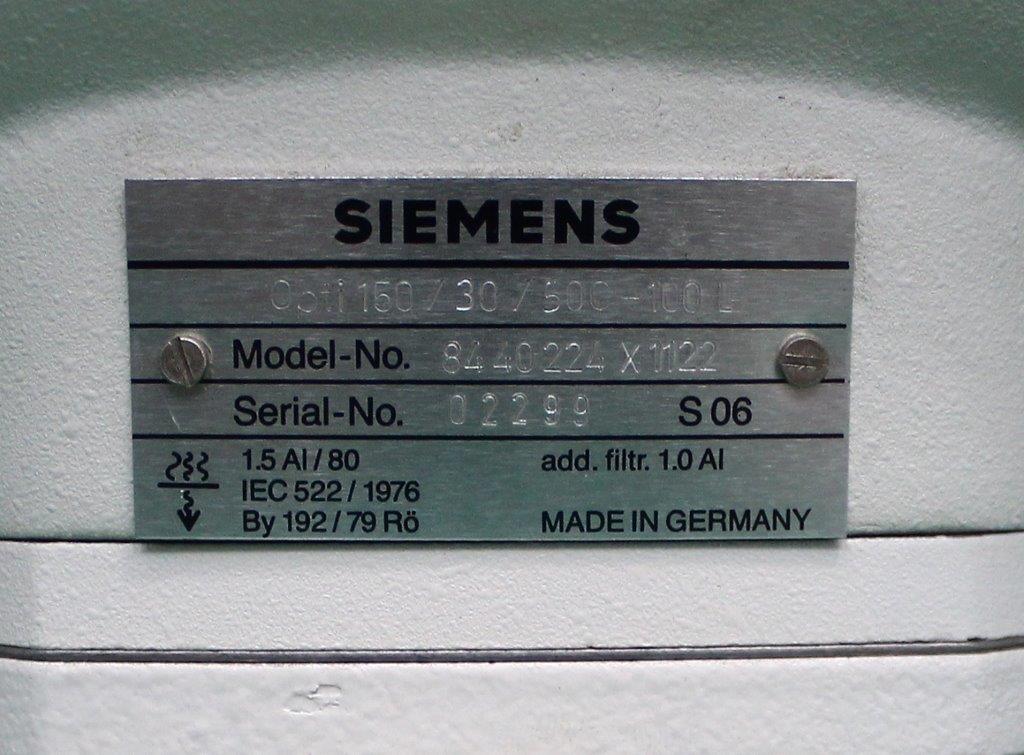 SIEMENS
Opti 150 / 30 / 50C - 100 L
Model-No. 84 40 224 X 1122
Serial-No. 0 2 2 9 9 S 06
1.5 Al / 80 add. filtr. 1.0 Al
IEC 522 / 1976
By 192 / 79 Rö MADE IN GERMANY